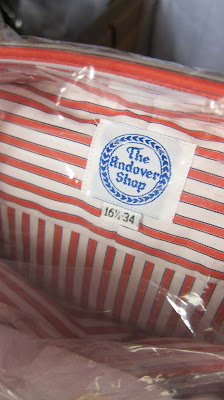 The
Andover
Shop
16½-34